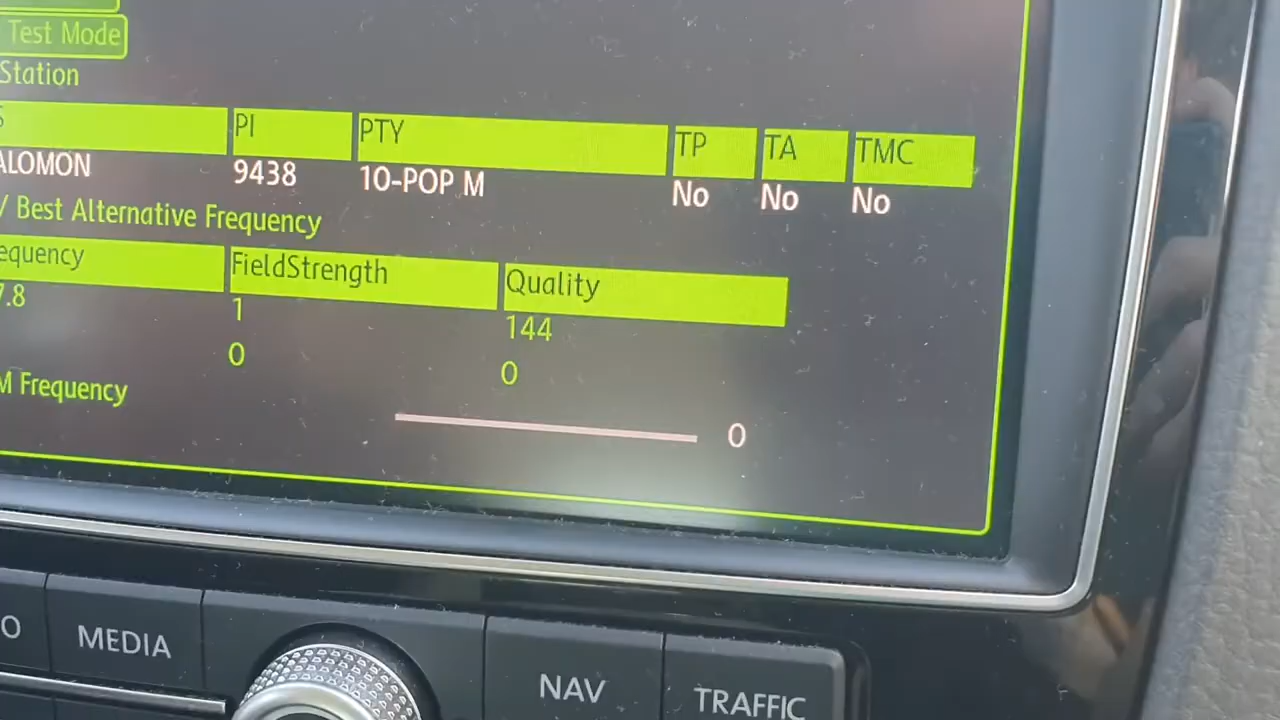 Test Mode
Station
PI PTY TP TA TMC
ALOMON 9438 10-POP M No No No
/ Best Alternative Frequency
equency FieldStrength Quality
7.8 1 144
0 0
M Frequency
0
O MEDIA NAV TRAFFIC